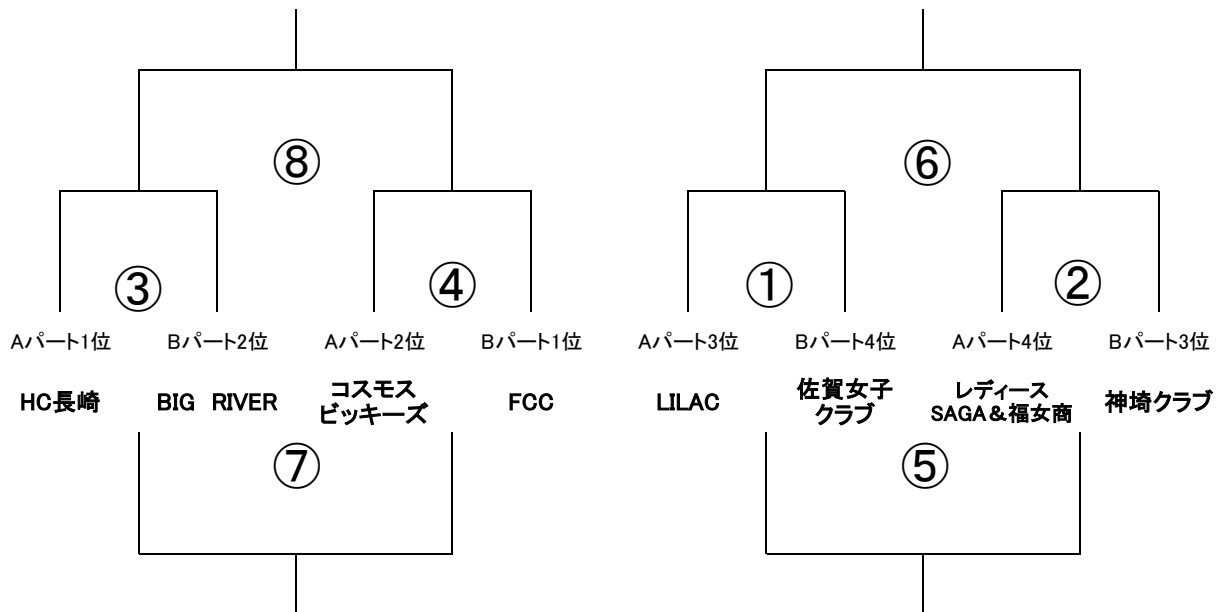 ⑧ ⑥
③ ④ ① ②
Aパート1位 Bパート2位 Aパート2位 Bパート1位 Aパート3位 Bパート4位 Aパート4位 Bパート3位
HC長崎 BIG RIVER コスモス
ビッキーズ FCC LILAC 佐賀女子
クラブ レディース
SAGA＆福女商 神埼クラブ
⑦ ⑤